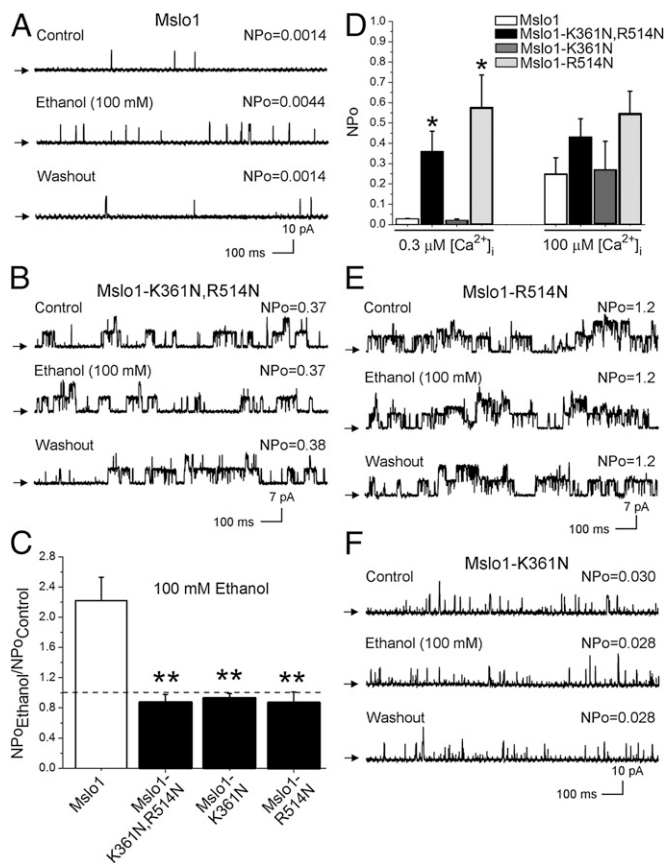 A
Mslo1
Control NPo=0.0014
Ethanol (100 mM) NPo=0.0044
Washout NPo=0.0014
10 pA
100 ms
B
Mslo1-K361N,R514N
Control NPo=0.37
Ethanol (100 mM) NPo=0.37
Washout NPo=0.38
7 pA
100 ms
C
100 mM Ethanol
NPoEthanol/NPoControl
2.8
2.4
2.0
1.6
1.2
0.8
0.4
0.0
** ** **
Mslo1
Mslo1-K361N,R514N
Mslo1-K361N
Mslo1-R514N
D
Mslo1
Mslo1-K361N,R514N
Mslo1-K361N
Mslo1-R514N
NPo
1.0
0.9
0.8
0.7
0.6
0.5
0.4
0.3
0.2
0.1
0.0
* *
0.3 μM [Ca2+]i 100 μM [Ca2+]i
E
Mslo1-R514N
Control NPo=1.2
Ethanol (100 mM) NPo=1.2
Washout NPo=1.2
7 pA
100 ms
F
Mslo1-K361N
Control NPo=0.030
Ethanol (100 mM) NPo=0.028
Washout NPo=0.028
10 pA
100 ms